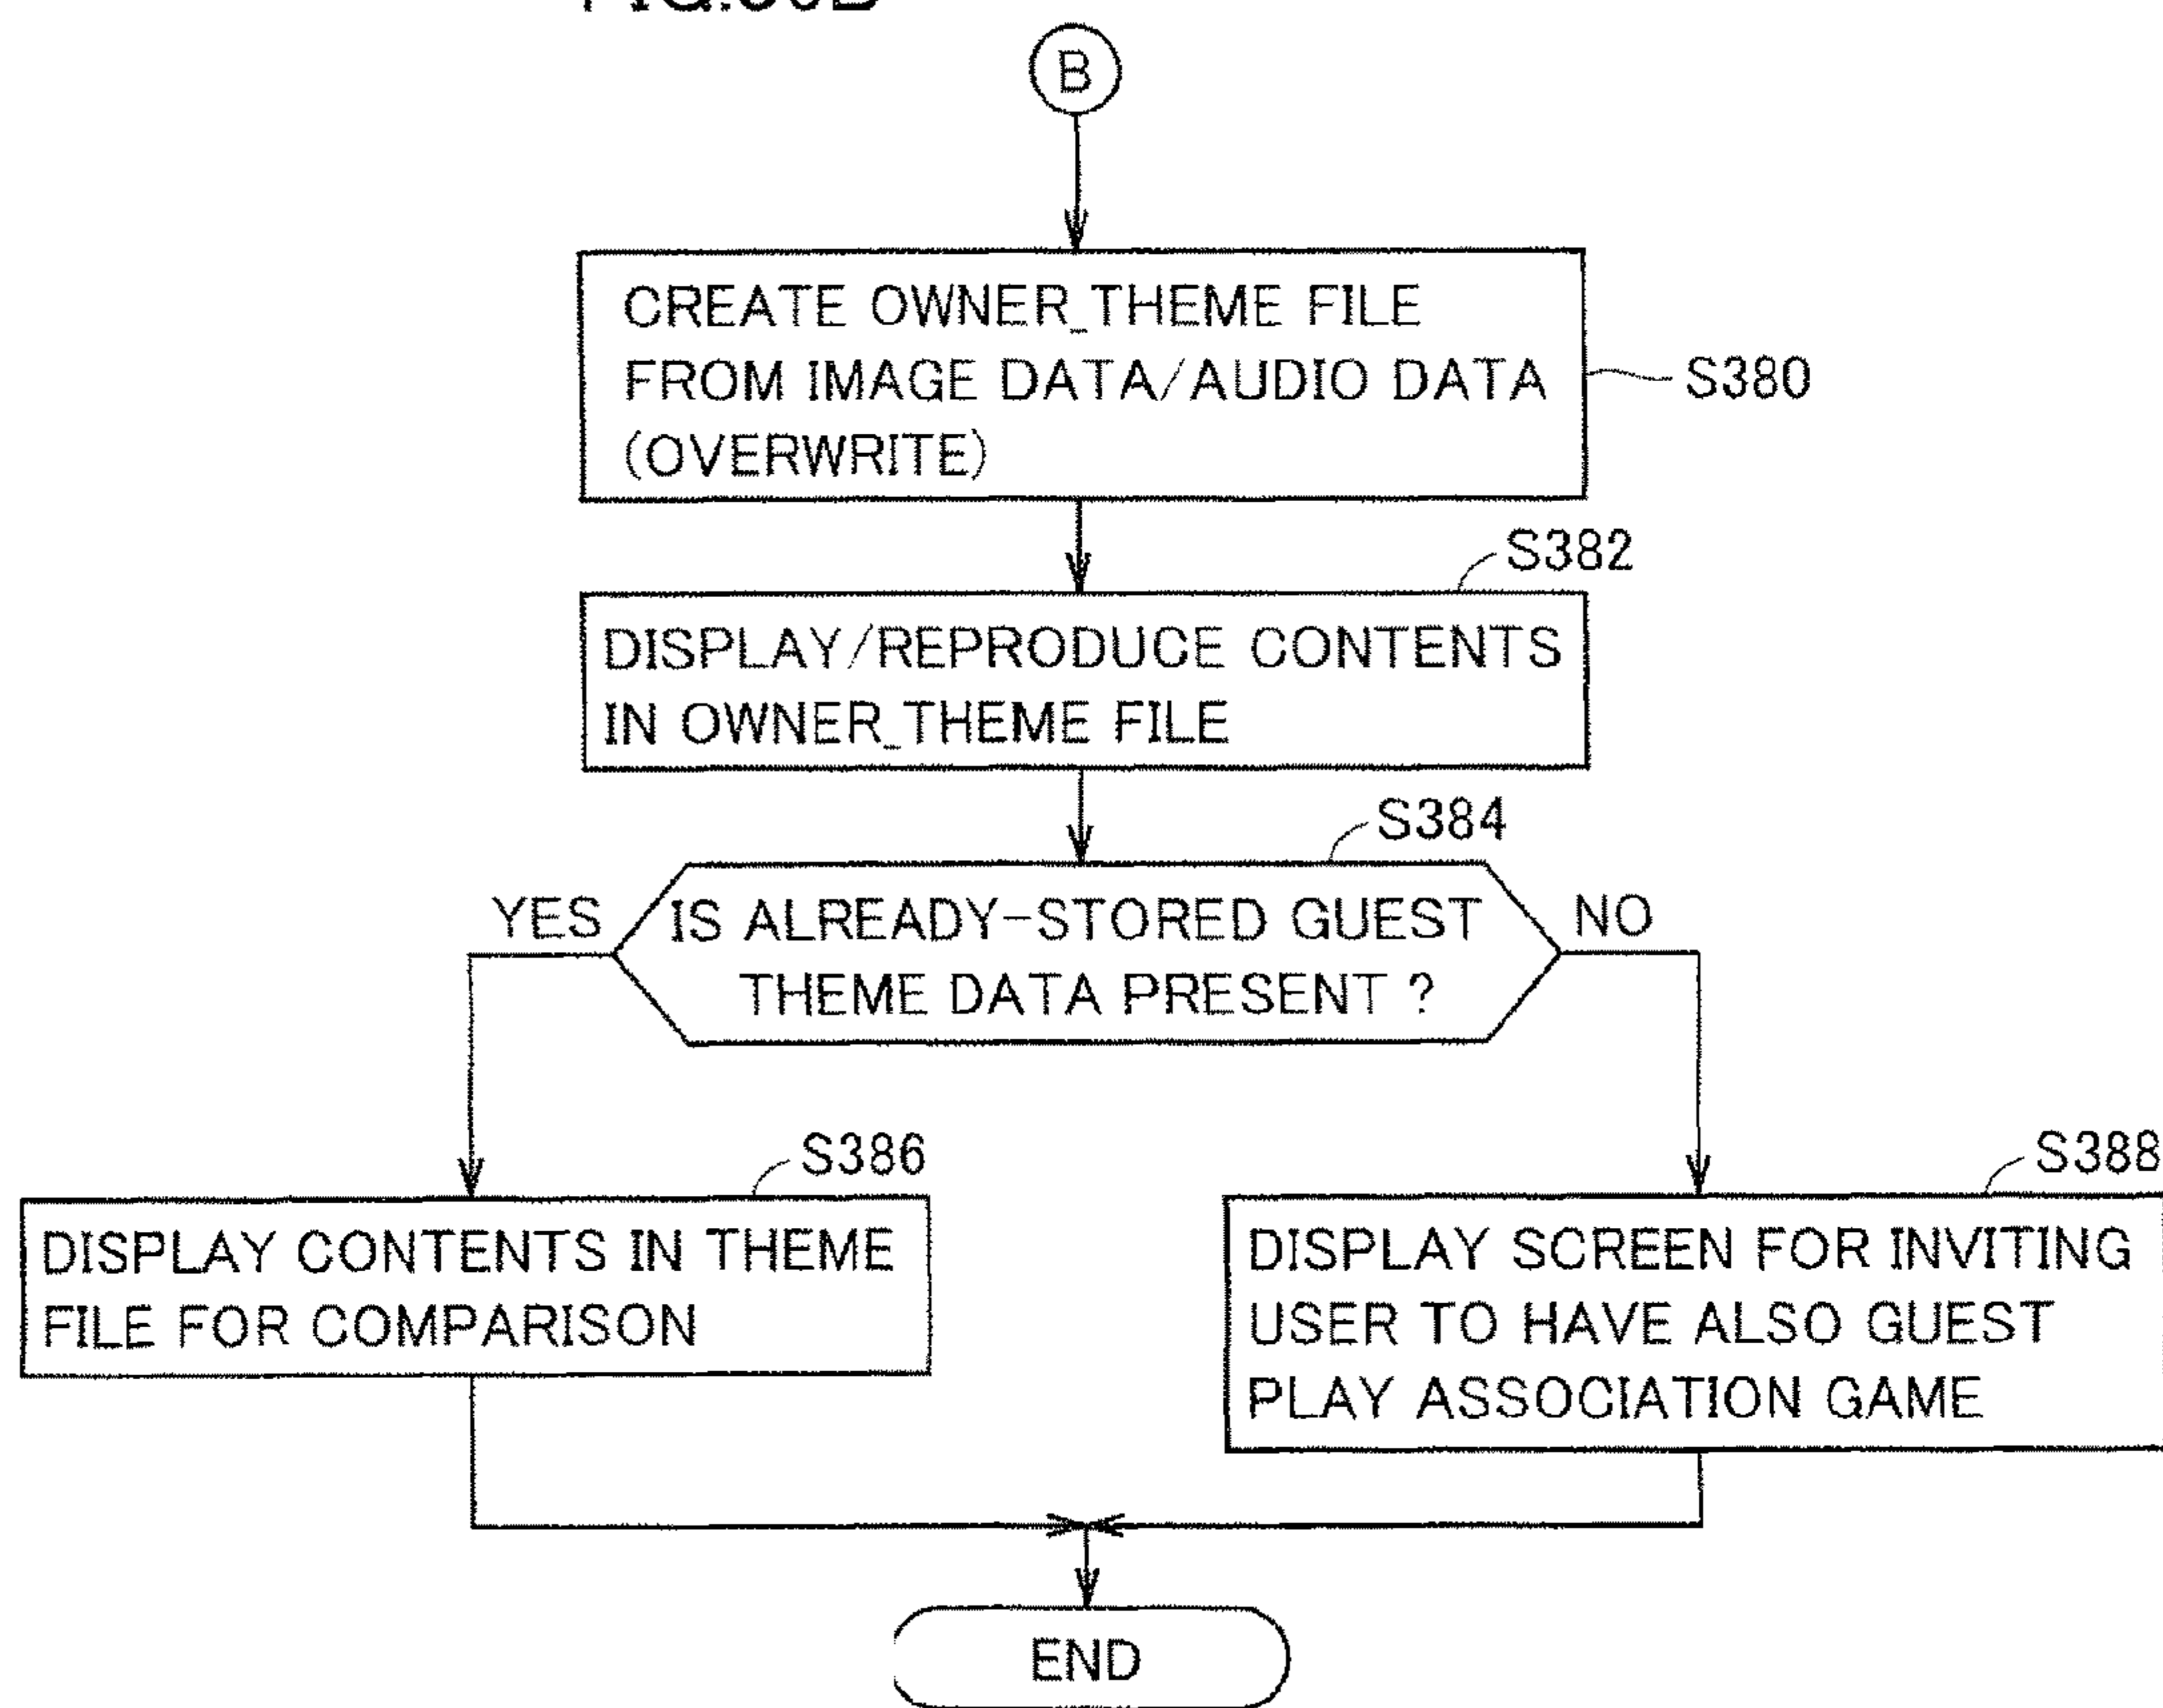 B
CREATE OWNER_THEME FILE
FROM IMAGE DATA/AUDIO DATA
(OVERWRITE)
S380
S382
DISPLAY/REPRODUCE CONTENTS
IN OWNER_THEME FILE
S384
YES
IS ALREADY-STORED GUEST
THEME DATA PRESENT ?
NO
S386
DISPLAY CONTENTS IN THEME
FILE FOR COMPARISON
S388
DISPLAY SCREEN FOR INVITING
USER TO HAVE ALSO GUEST
PLAY ASSOCIATION GAME
END